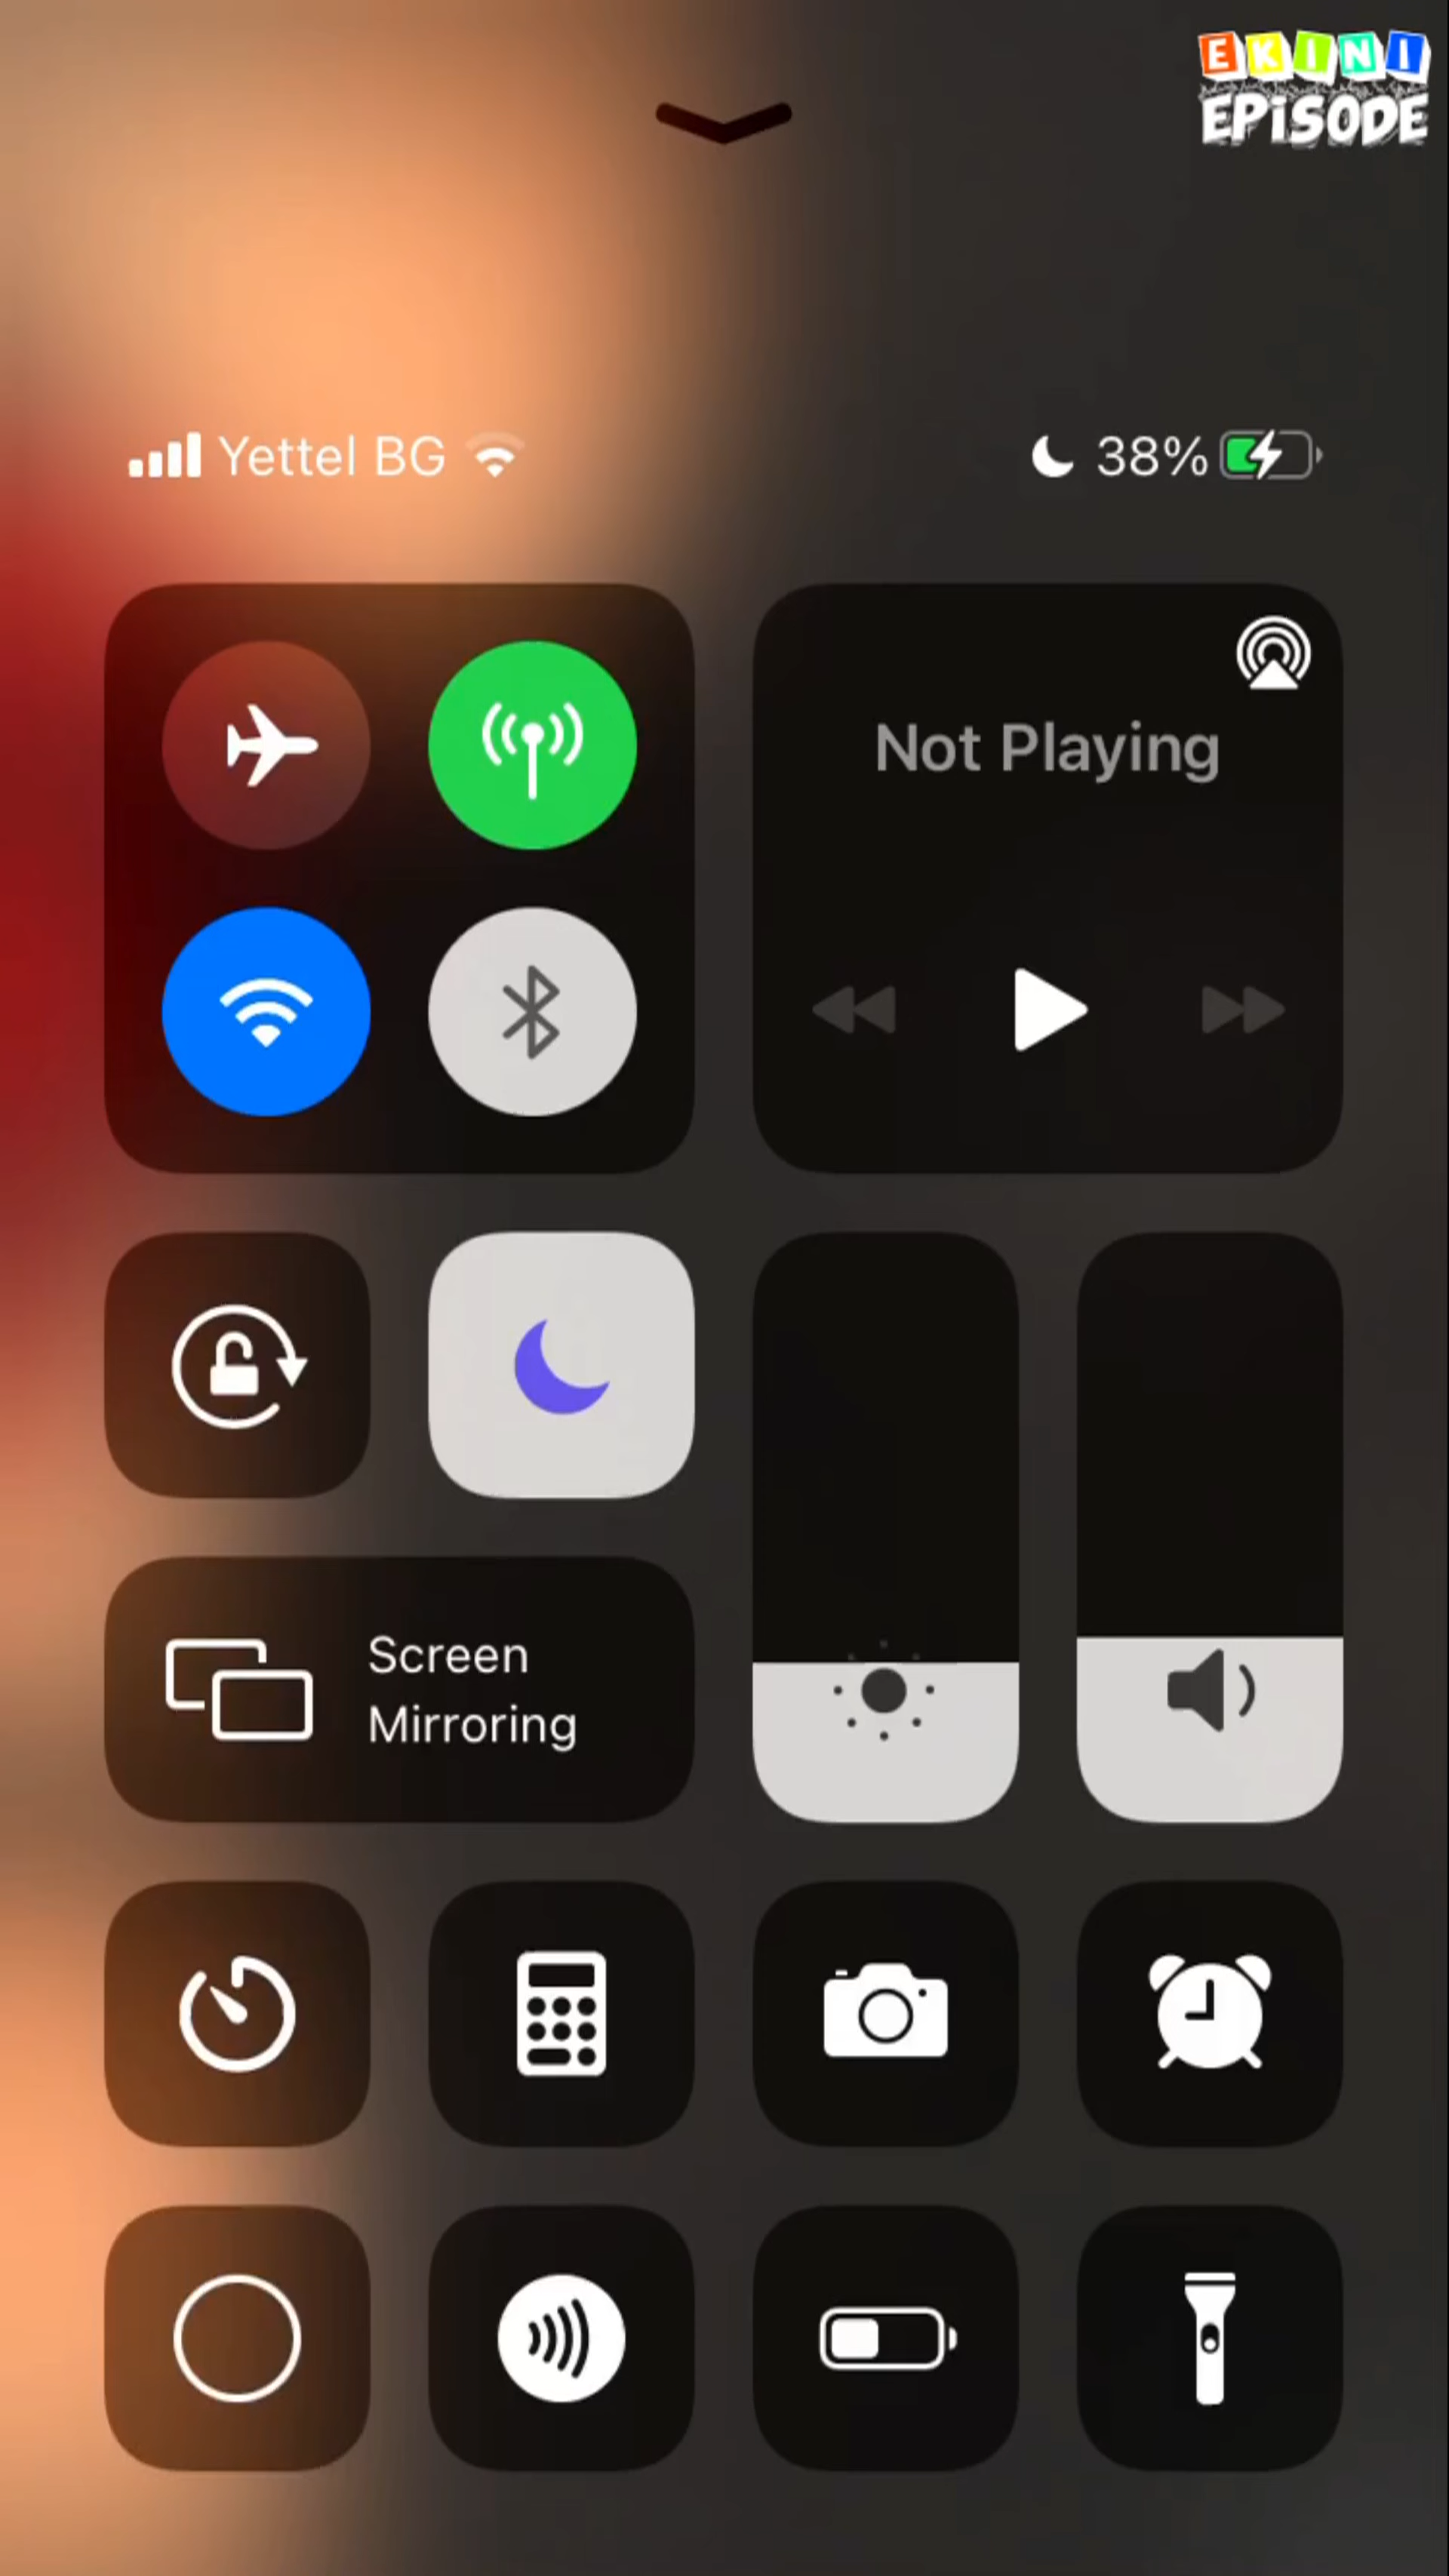 EKINI
EPiSODE
Yettel BG
38%
Not Playing
Screen
Mirroring